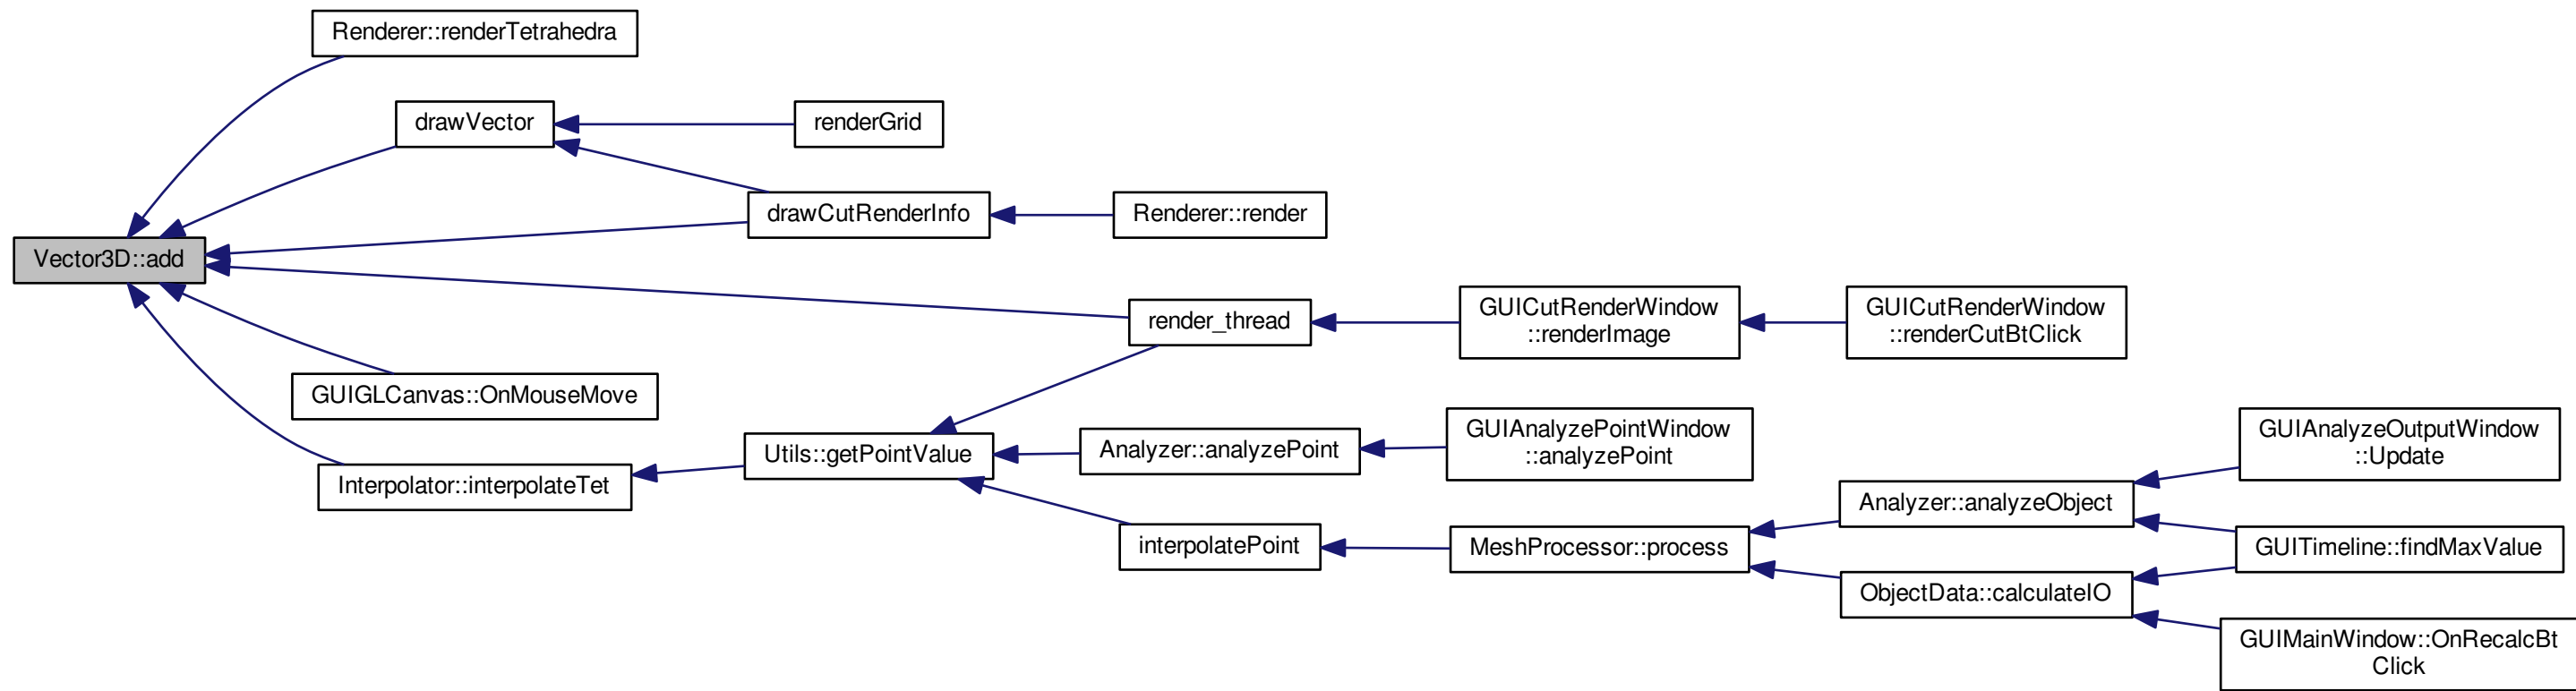 Renderer::renderTetrahedra
drawVector
renderGrid
drawCutRenderInfo
Renderer::render
Vector3D::add
render_thread
GUICutRenderWindow
::renderImage
GUICutRenderWindow
::renderCutBtClick
GUIGLCanvas::OnMouseMove
Utils::getPointValue
Analyzer::analyzePoint
GUIAnalyzePointWindow
::analyzePoint
GUIAnalyzeOutputWindow
::Update
Interpolator::interpolateTet
Analyzer::analyzeObject
interpolatePoint
MeshProcessor::process
GUITimeline::findMaxValue
ObjectData::calculateIO
GUIMainWindow::OnRecalcBt
Click